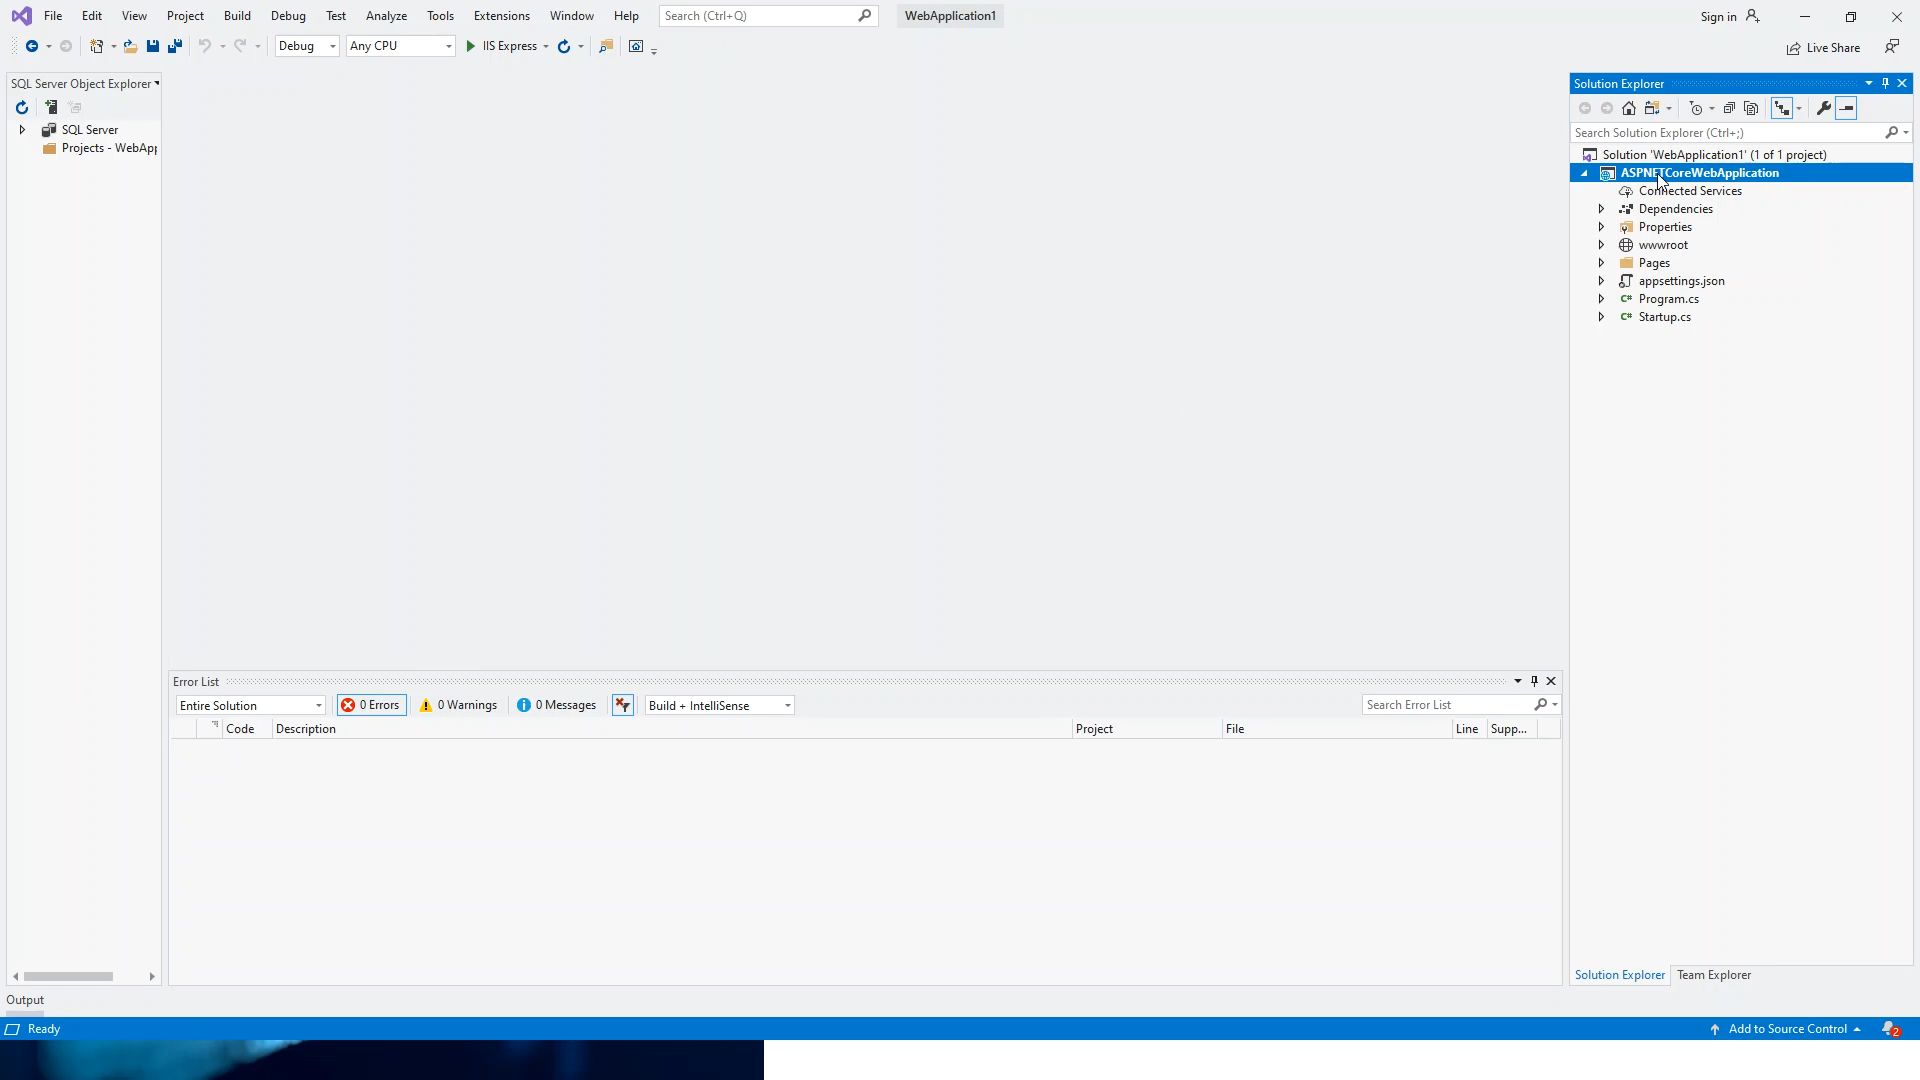 File Edit View Project Build Debug Test Analyze Tools Extensions Window Help Search (Ctrl+Q) WebApplication1 Sign in
Debug Any CPU IIS Express Live Share
SQL Server Object Explorer
SQL Server
Projects - WebApp
Solution Explorer
Search Solution Explorer (Ctrl+;)
Solution 'WebApplication1' (1 of 1 project)
ASPNETCoreWebApplication
Connected Services
Dependencies
Properties
wwwroot
Pages
appsettings.json
C# Program.cs
C# Startup.cs
Error List
Entire Solution 0 Errors 0 Warnings 0 Messages Build + IntelliSense Search Error List
Code Description Project File Line Supp...
Solution Explorer Team Explorer
Output
Ready Add to Source Control 2